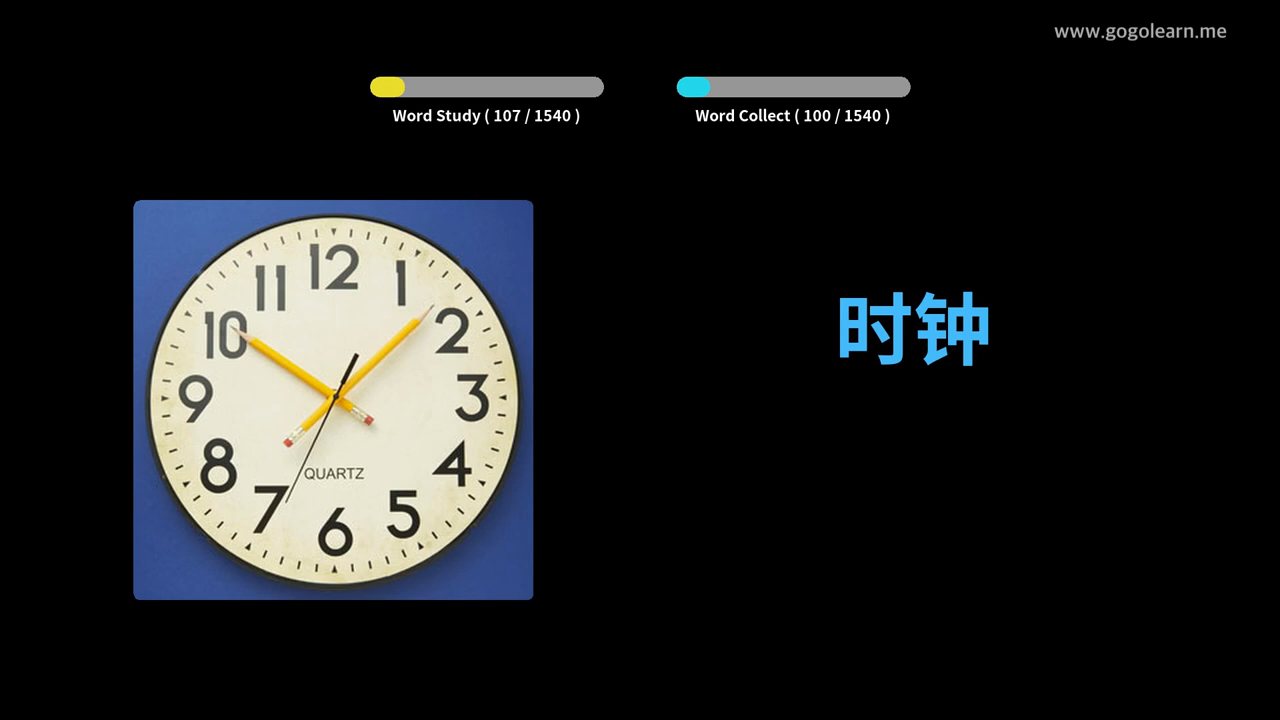 www.gogolearn.me
Word Study ( 107 / 1540 )
Word Collect ( 100 / 1540 )
12
11
1
10
2
9
3
8
4
7
5
6
QUARTZ
时钟